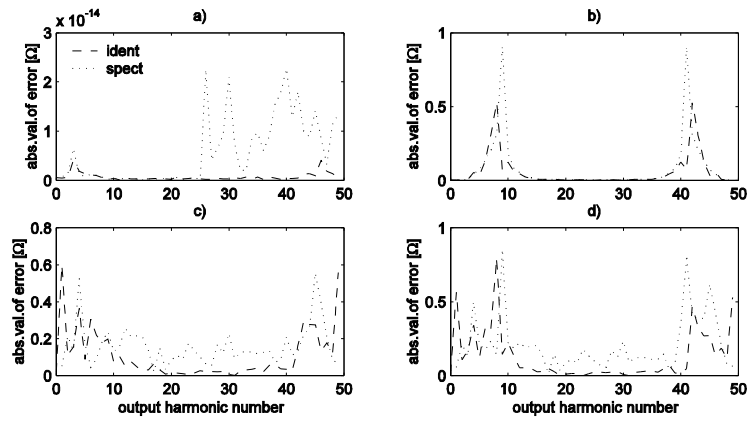 x 10^-14
a)
b)
3
2
1
0
abs.val.of error [Ω]
ident
spect
0 10 20 30 40 50
1
0.5
0
abs.val.of error [Ω]
0 10 20 30 40 50
c)
d)
0.8
0.6
0.4
0.2
0
abs.val.of error [Ω]
0 10 20 30 40 50
output harmonic number
1
0.5
0
abs.val.of error [Ω]
0 10 20 30 40 50
output harmonic number